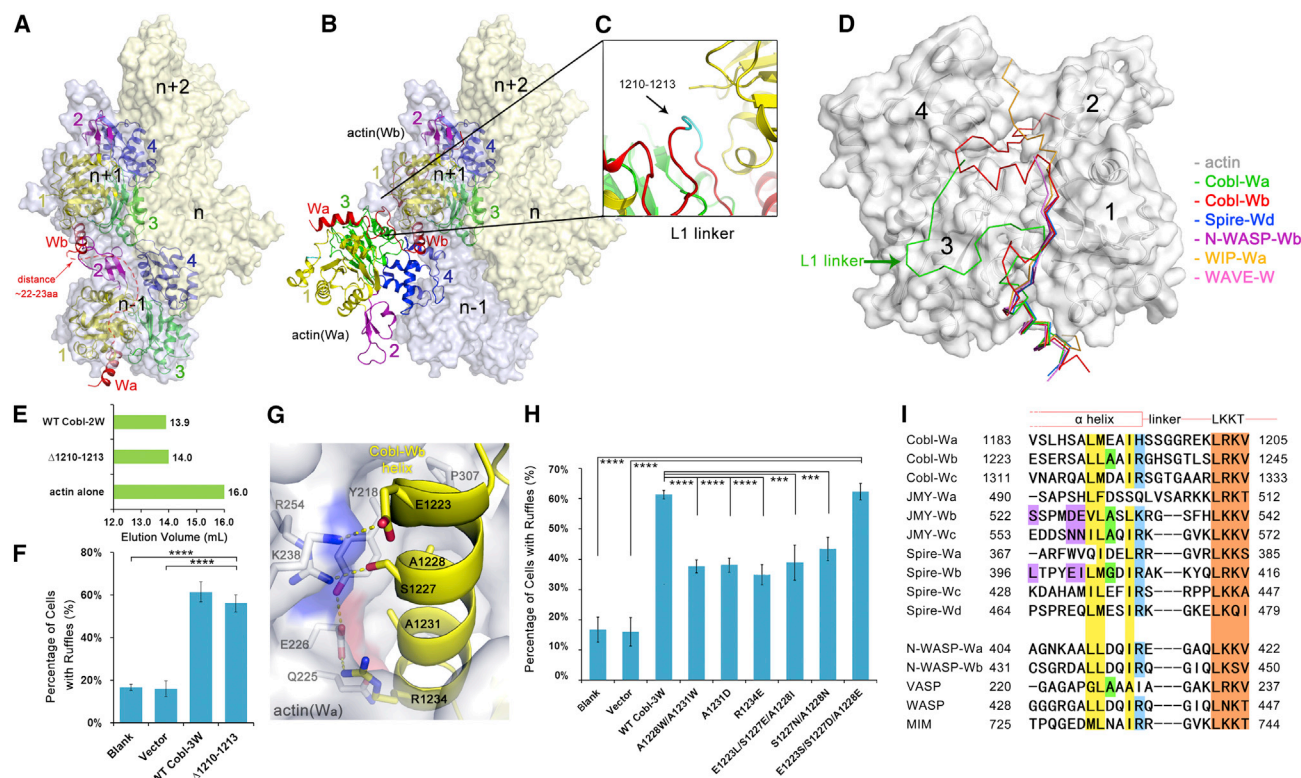 A
n+2
2
4
n+1
1
3
n
Wb
2
4
distance
~22-23aa
n-1
1
3
Wa
B
n+2
2
actin(Wb)
4
n+1
1
3
n
Wa
3
Wb
4
1
n-1
actin(Wa)
2
C
1210-1213
L1 linker
D
4
2
1
3
L1 linker
- actin
- Cobl-Wa
- Cobl-Wb
- Spire-Wd
- N-WASP-Wb
- WIP-Wa
- WAVE-W
E
WT Cobl-2W
13.9
Δ1210-1213
14.0
actin alone
16.0
12.0 13.0 14.0 15.0 16.0
Elution Volume (mL)
F
Percentage of Cells
with Ruffles (%)
80%
60%
40%
20%
0%
****
****
Blank
Vector
WT Cobl-3W
Δ1210-1213
G
Cobl-Wb
helix
P307
Y218
R254
E1223
K238
A1228
S1227
A1231
E226
Q225
R1234
actin(Wa)
H
Percentage of Cells with Ruffles (%)
70%
60%
50%
40%
30%
20%
10%
0%
****
****
**** **** **** *** ***
Blank
Vector
WT Cobl-3W
A1228W/A1231W
A1231D
R1234E
E1223L/S1227E/A1228I
S1227N/A1228N
E1223S/S1227D/A1228E
I
α helix linker LKKT
Cobl-Wa 1183 VSLHSALMEAIHSSGGREKLRKV 1205
Cobl-Wb 1223 ESERSALLAAIRGHSGTLSLRKV 1245
Cobl-Wc 1311 VNARQALMDAIRSGTGAARLRKV 1333
JMY-Wa 490 -SAPSHLFDSSQLVSARKKLRKT 512
JMY-Wb 522 SSPMDEVLASLKRG---SFHLKKV 542
JMY-Wc 553 EDDSNNILAQIRK---GVKLKKV 572
Spire-Wa 367 -ARFWVQIDELRR---GVRLKKS 385
Spire-Wb 396 LTPYEILMGDIRAK--KYQLRKV 416
Spire-Wc 428 KDAHAMILEFIRS---RPPLKKA 447
Spire-Wd 464 PSPREQLMESIRK---GKELKQI 479
N-WASP-Wa 404 AGNKAALLDQIRE---GAQLKKV 422
N-WASP-Wb 431 CSGRDALLDQIRQ---GIQLKSV 450
VASP 220 -GAGAPGLAAAIA---GAKLRKV 237
WASP 428 GGGRGALLDQIRQ---GIQLNKT 447
MIM 725 TPQGEDMLNAIRR---GVKLKKT 744